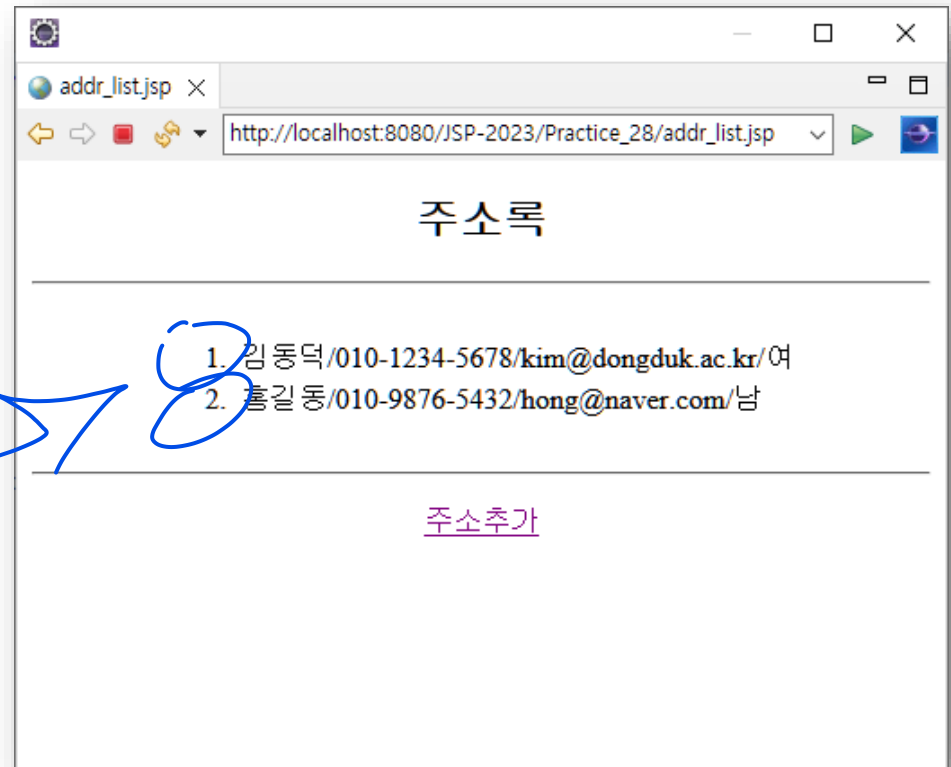 addr_list.jsp
http://localhost:8080/JSP-2023/Practice_28/addr_list.jsp
주소록
1. 김동덕/010-1234-5678/kim@dongduk.ac.kr/여
2. 홍길동/010-9876-5432/hong@naver.com/남
주소추가